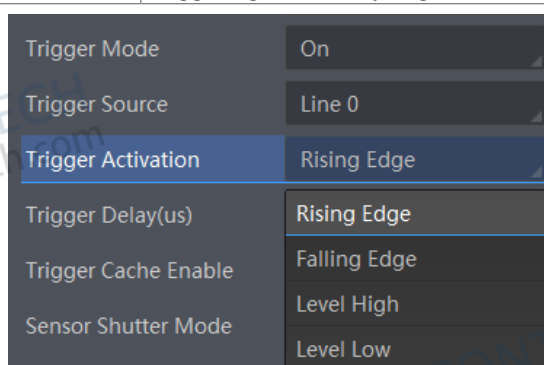 Trigger Mode On
Trigger Source Line 0
Trigger Activation Rising Edge
Trigger Delay(us) Rising Edge
Trigger Cache Enable Falling Edge
Level High
Sensor Shutter Mode
Level Low